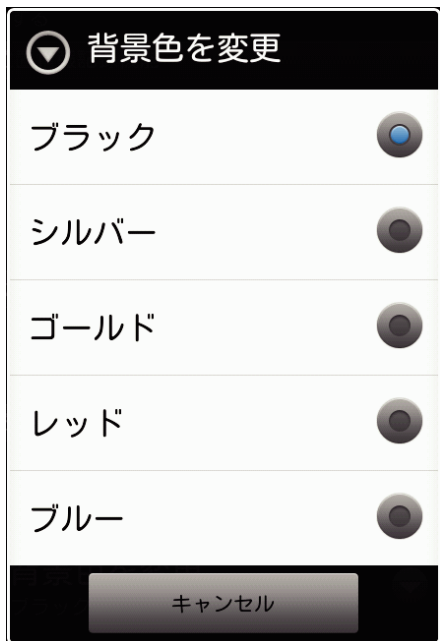 背景色を変更
ブラック
シルバー
ゴールド
レッド
ブルー
キャンセル